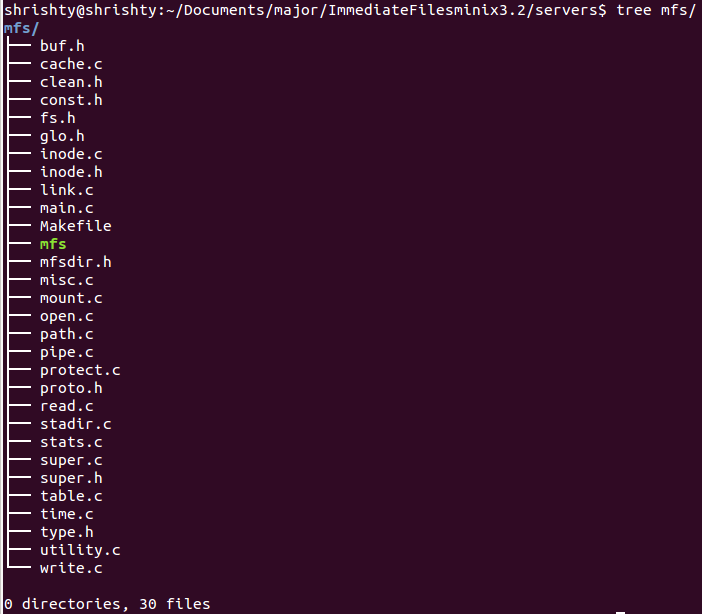 shrishty@shrishty:~/Documents/major/ImmediateFilesminix3.2/servers$ tree mfs/
mfs/
├── buf.h
├── cache.c
├── clean.h
├── const.h
├── fs.h
├── glo.h
├── inode.c
├── inode.h
├── link.c
├── main.c
├── Makefile
├── mfs
├── mfsdir.h
├── misc.c
├── mount.c
├── open.c
├── path.c
├── pipe.c
├── protect.c
├── proto.h
├── read.c
├── stadir.c
├── stats.c
├── super.c
├── super.h
├── table.c
├── time.c
├── type.h
├── utility.c
└── write.c
0 directories, 30 files